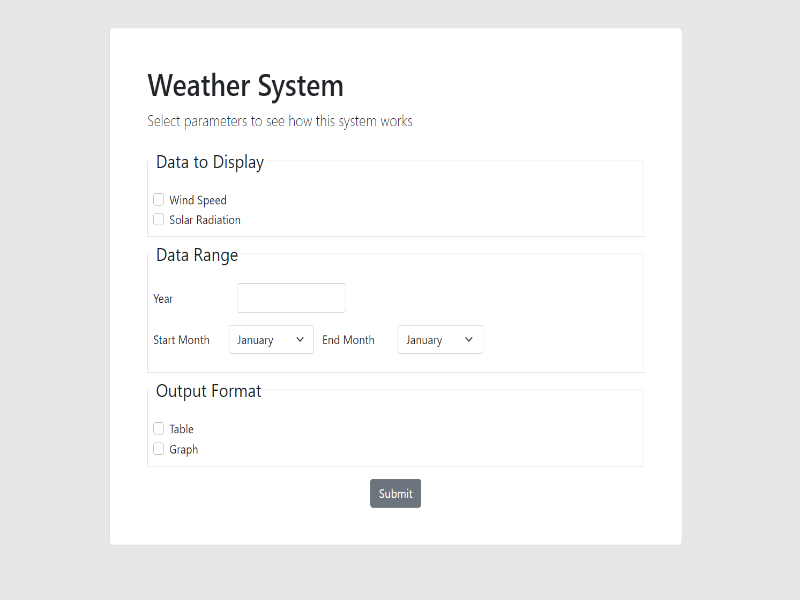 Weather System
Select parameters to see how this system works
Data to Display
Wind Speed
Solar Radiation
Data Range
Year
Start Month January End Month January
Output Format
Table
Graph
Submit